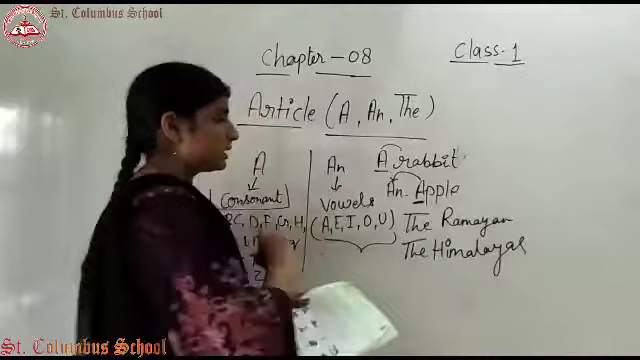 St. Columbus School
Chapter - 08
Class-1
Article (A, An, The)
A
Consonant
An
Vowels
(A, E, I, O, U)
A rabbit
An Apple
The Ramayan
The Himalayas
St. Columbus School